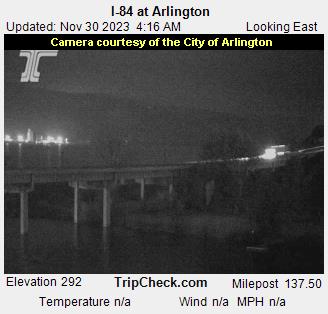 I-84 at Arlington
Updated: Nov 30 2023 4:16 AM Looking East
Camera courtesy of the City of Arlington
Elevation 292 TripCheck.com Milepost 137.50
Temperature n/a Wind n/a MPH n/a